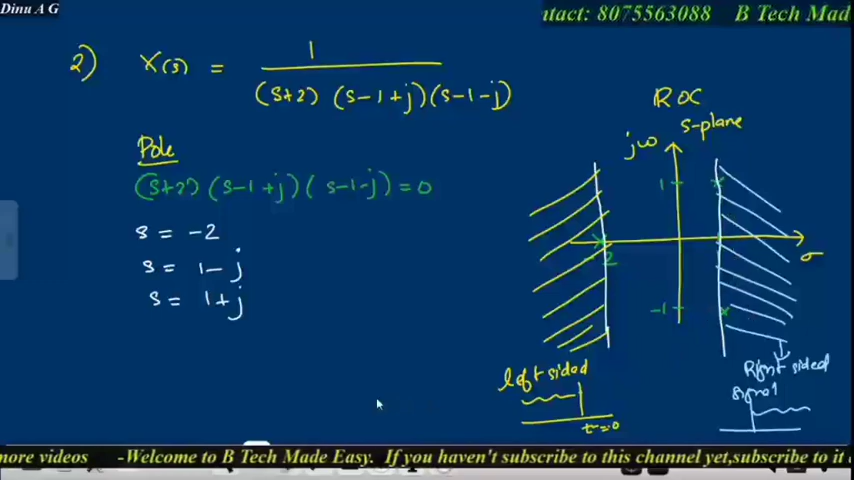 Dinu A G
ntact: 8075563088 B Tech Mad
2) X(s) = 1
(s+2) (s-1+j)(s-1-j)
Pole
(s+2) (s-1+j) (s-1-j) = 0
s = -2
s = 1-j
s = 1+j
ROC
s-plane
jω
1
-2
σ
-1
left sided
t=0
Right sided
signal
more videos -Welcome to B Tech Made Easy. If you haven't subscribe to this channel yet,subscribe to it